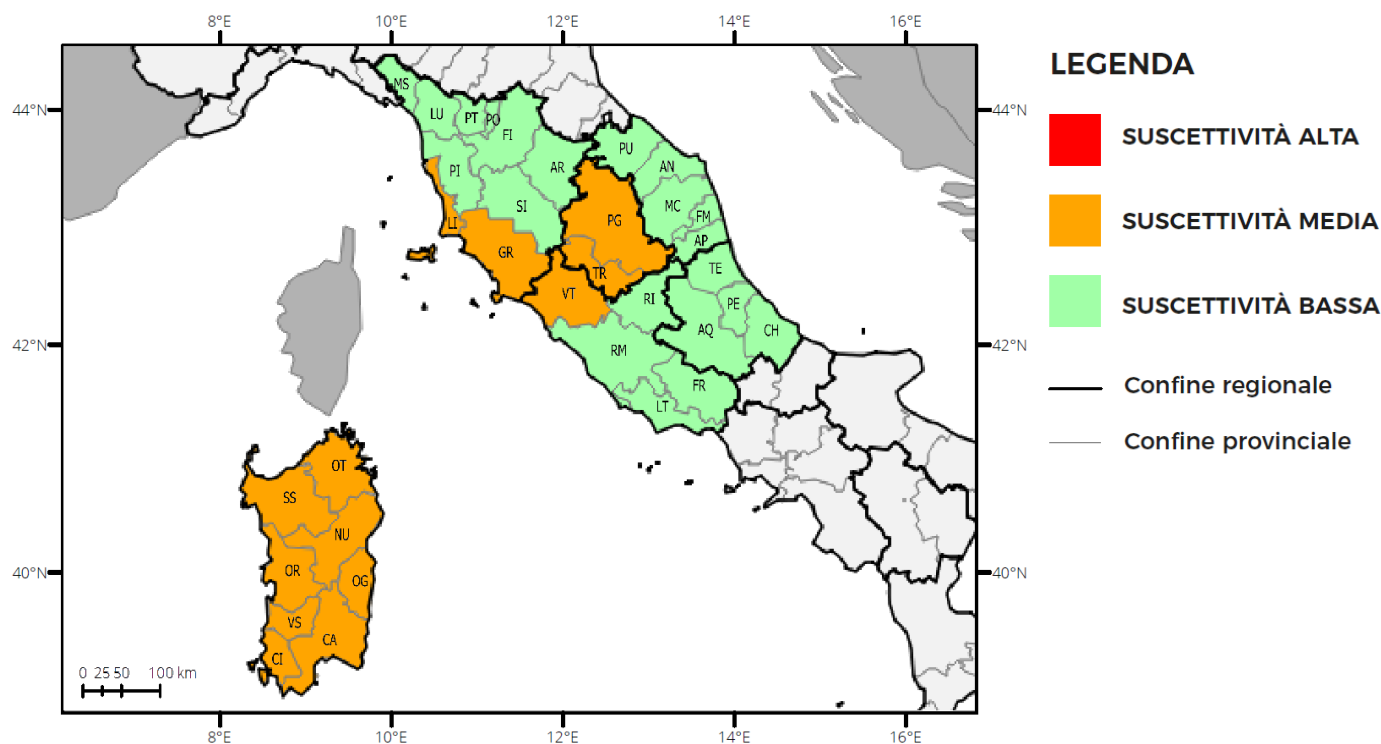 8°E 10°E 12°E 14°E 16°E
LEGENDA
44°N 44°N
SUSCETTIVITÀ ALTA
SUSCETTIVITÀ MEDIA
SUSCETTIVITÀ BASSA
Confine regionale
Confine provinciale
MS
LU PT PO
FI
PU
AN
PI
AR
SI
MC
FM
LI
PG
AP
GR
TR
TE
VT
RI
PE
AQ
CH
42°N 42°N
RM
FR
LT
OT
SS
NU
OR
OG
40°N 40°N
VS
CA
CI
0 25 50 100 km
8°E 10°E 12°E 14°E 16°E